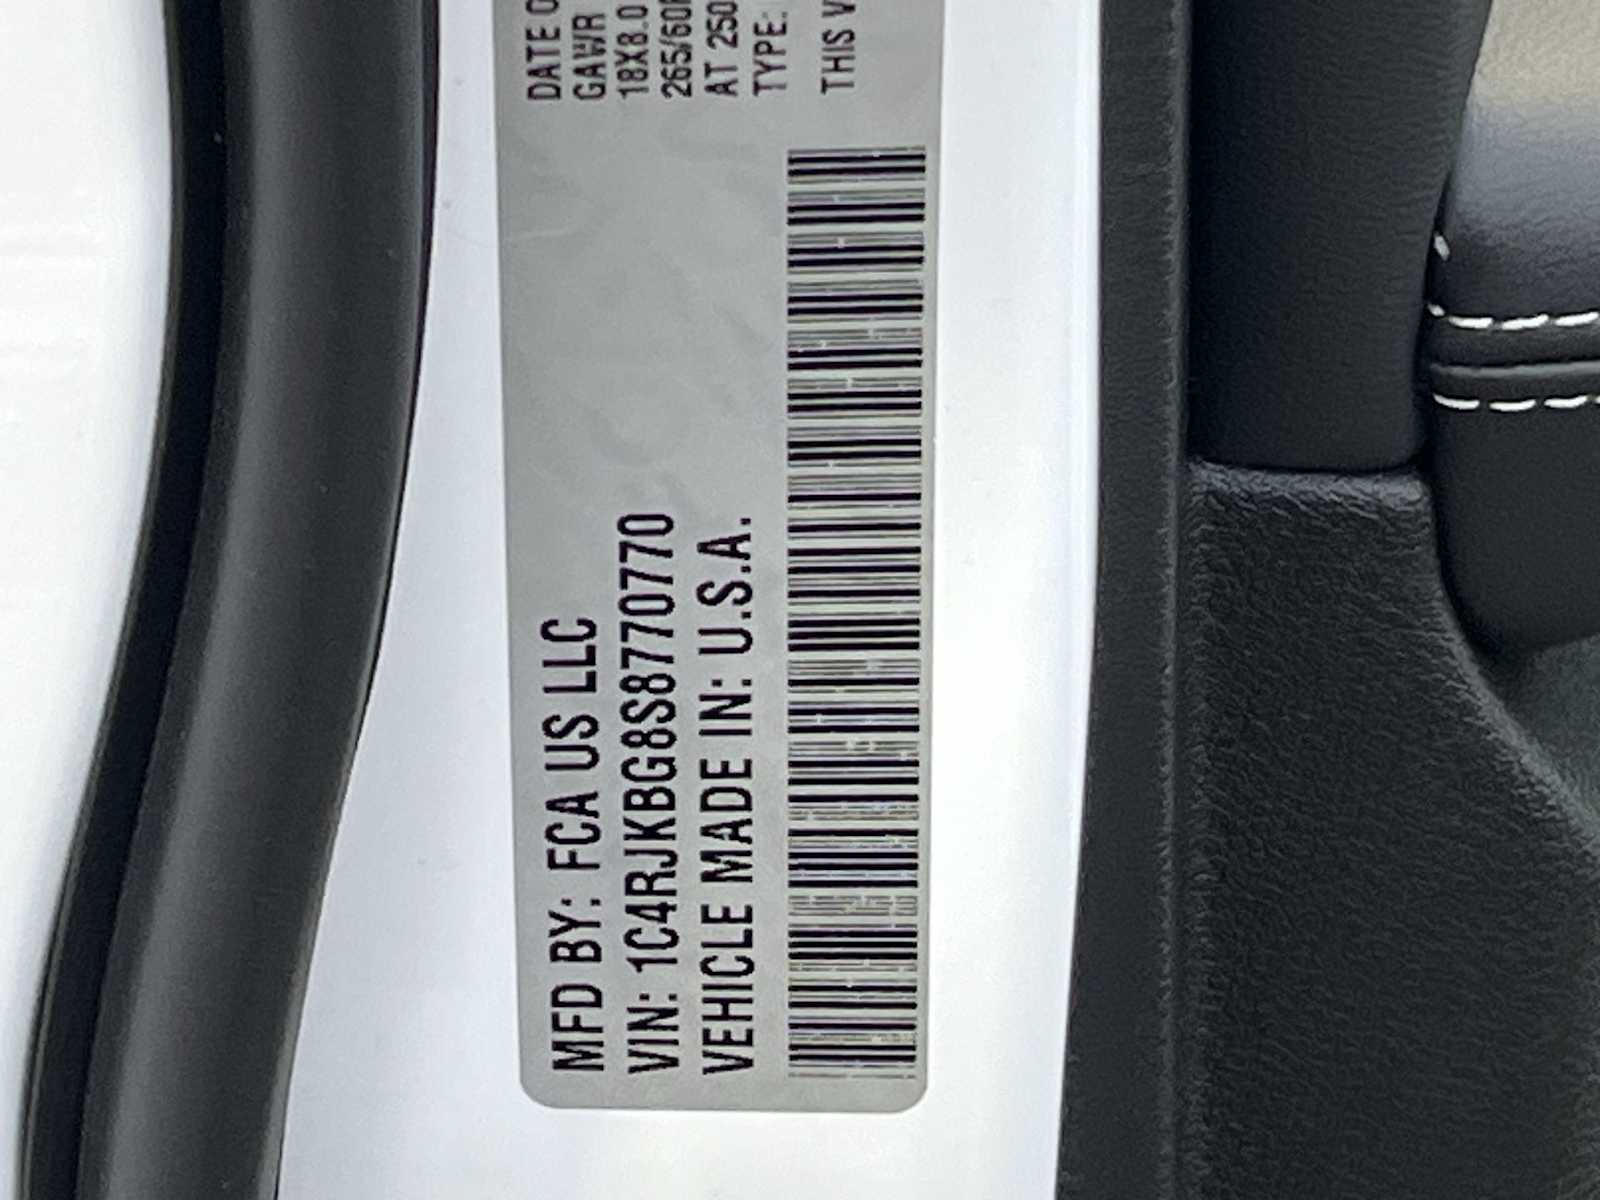 MFD BY: FCA US LLC
VIN: 1C4RJKBG8S8770770
VEHICLE MADE IN: U.S.A.
DATE O
GAWR
18X8.0
265/60
AT 250
TYPE:
THIS V